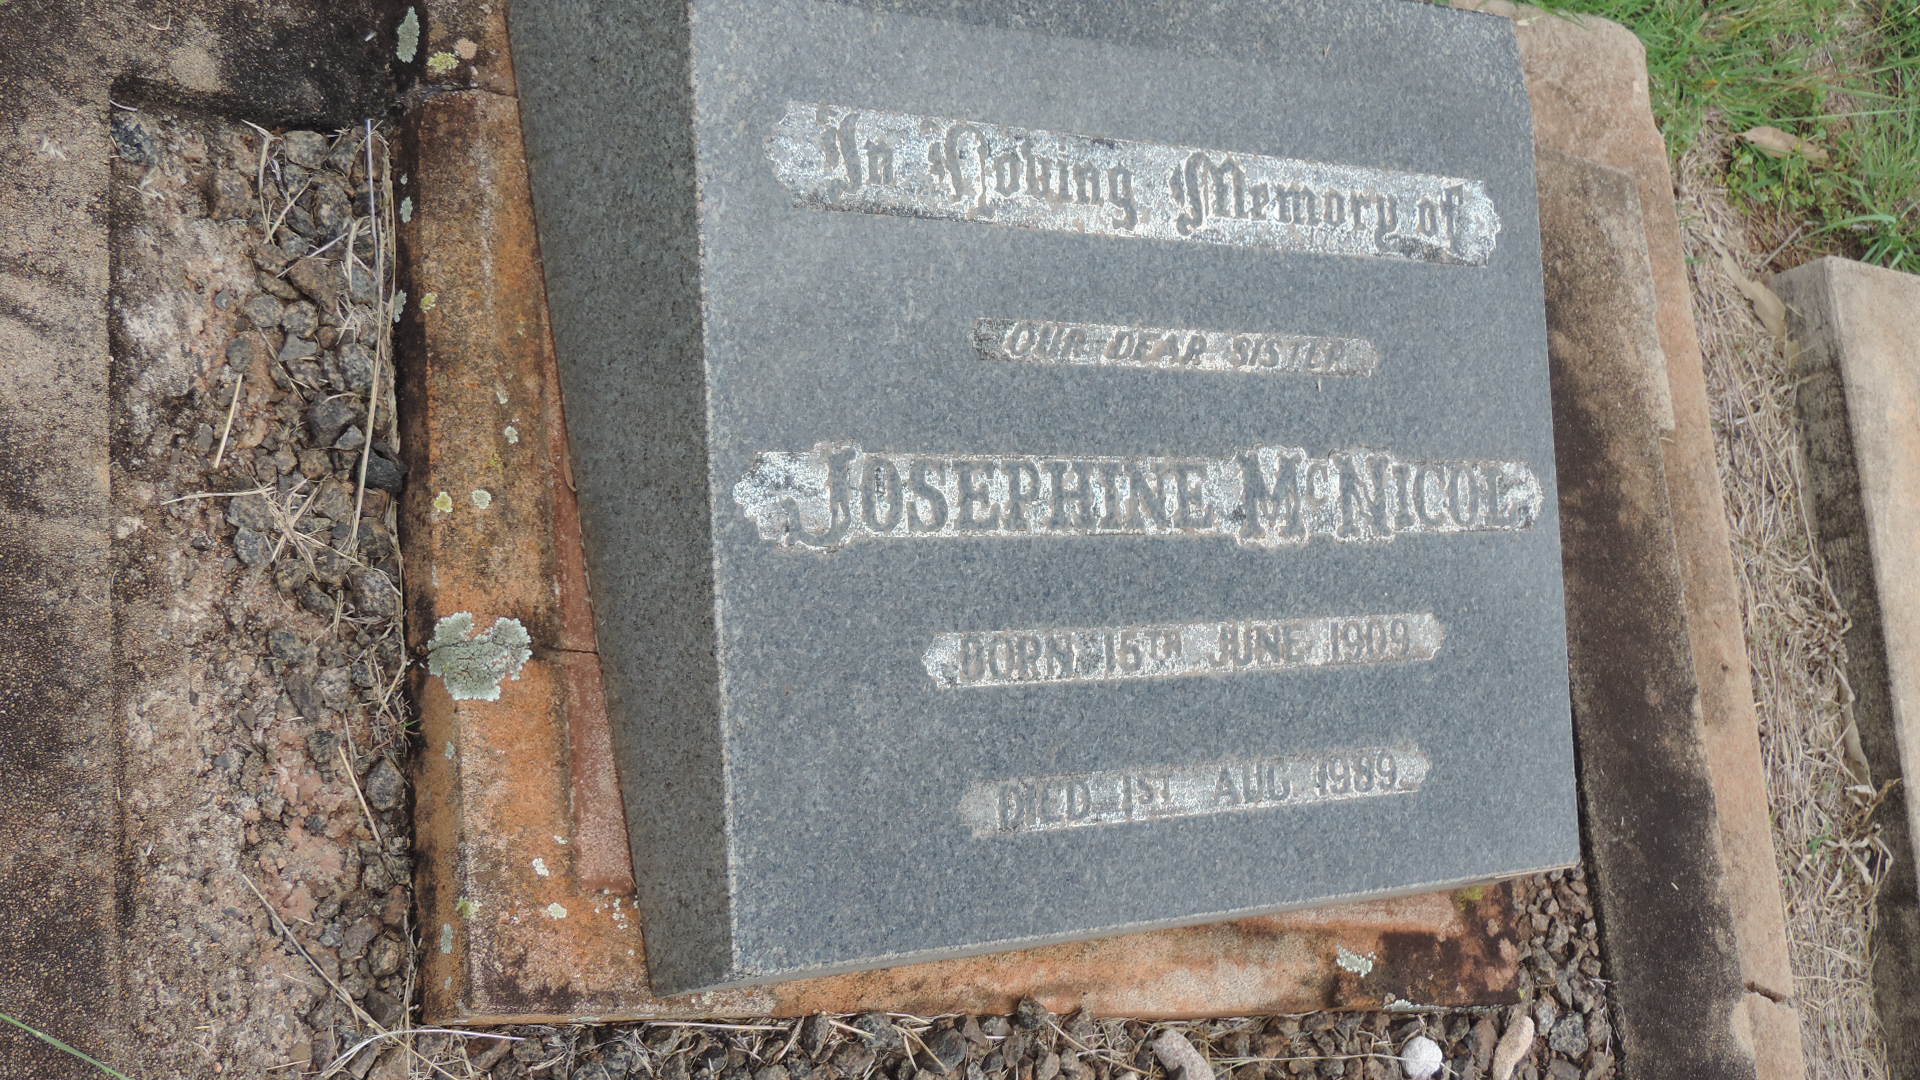 In Loving Memory of
OUR DEAR SISTER
JOSEPHINE McNICOL
BORN 15TH JUNE 1909
DIED 1ST AUG 1989